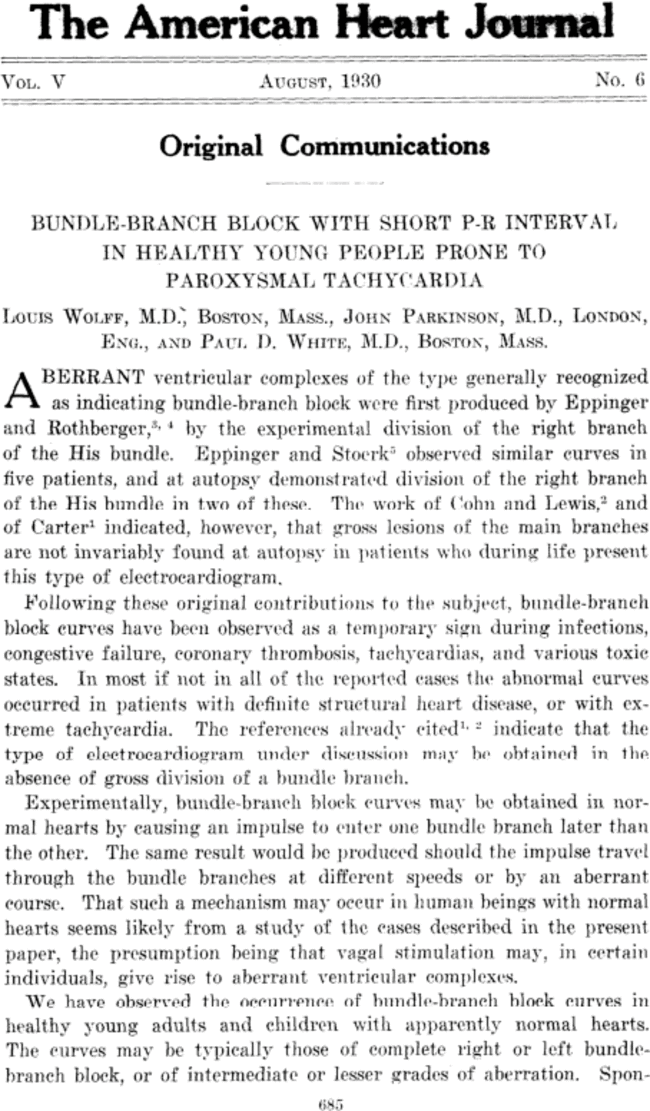 The American Heart Journal
VOL. V AUGUST, 1930 No. 6
Original Communications
BUNDLE-BRANCH BLOCK WITH SHORT P-R INTERVAL
IN HEALTHY YOUNG PEOPLE PRONE TO
PAROXYSMAL TACHYCARDIA
LOUIS WOLFF, M.D., BOSTON, MASS., JOHN PARKINSON, M.D., LONDON,
ENG., AND PAUL D. WHITE, M.D., BOSTON, MASS.
ABERRANT ventricular complexes of the type generally recognized
as indicating bundle-branch block were first produced by Eppinger
and Rothberger,3, 4 by the experimental division of the right branch
of the His bundle. Eppinger and Stoerk5 observed similar curves in
five patients, and at autopsy demonstrated division of the right branch
of the His bundle in two of these. The work of Cohn and Lewis,2 and
of Carter1 indicated, however, that gross lesions of the main branches
are not invariably found at autopsy in patients who during life present
this type of electrocardiogram.
Following these original contributions to the subject, bundle-branch
block curves have been observed as a temporary sign during infections,
congestive failure, coronary thrombosis, tachycardias, and various toxic
states. In most if not in all of the reported cases the abnormal curves
occurred in patients with definite structural heart disease, or with ex-
treme tachycardia. The references already cited1, 2 indicate that the
type of electrocardiogram under discussion may be obtained in the
absence of gross division of a bundle branch.
Experimentally, bundle-branch block curves may be obtained in nor-
mal hearts by causing an impulse to enter one bundle branch later than
the other. The same result would be produced should the impulse travel
through the bundle branches at different speeds or by an aberrant
course. That such a mechanism may occur in human beings with normal
hearts seems likely from a study of the cases described in the present
paper, the presumption being that vagal stimulation may, in certain
individuals, give rise to aberrant ventricular complexes.
We have observed the occurrence of bundle-branch block curves in
healthy young adults and children with apparently normal hearts.
The curves may be typically those of complete right or left bundle-
branch block, or of intermediate or lesser grades of aberration. Spon-
685